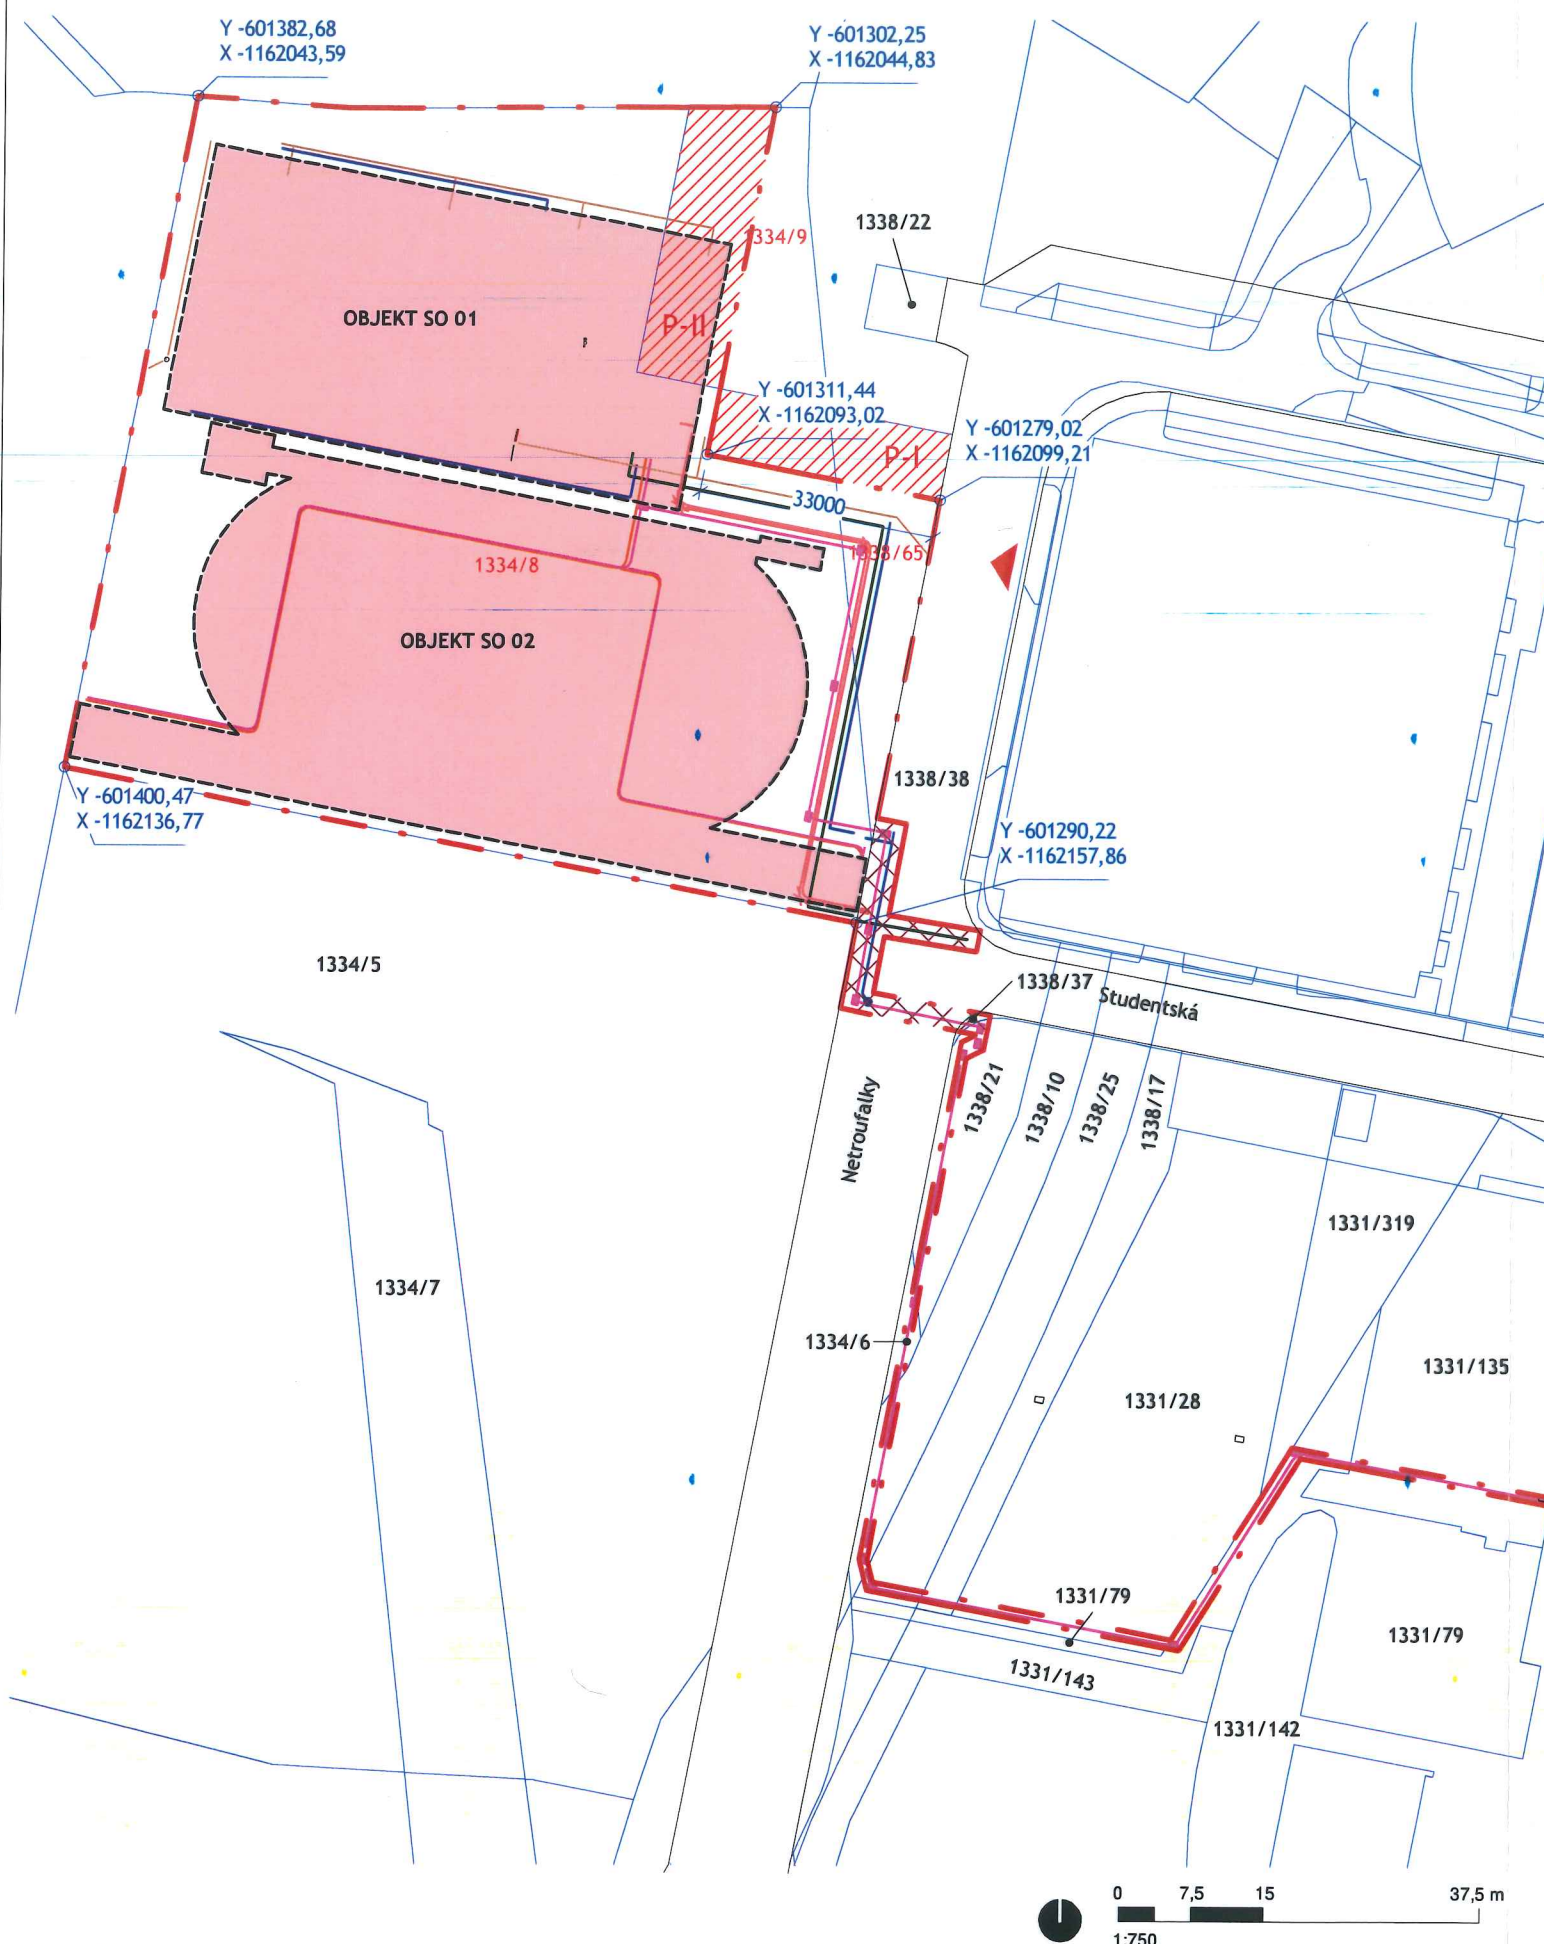 Y -601382,68
X -1162043,59
Y -601302,25
X -1162044,83
1338/22
1334/9
OBJEKT SO 01
P-II
Y -601311,44
X -1162093,02
Y -601279,02
X -1162099,21
P-I
33000
1338/65
1334/8
OBJEKT SO 02
1338/38
Y -601400,47
X -1162136,77
Y -601290,22
X -1162157,86
1334/5
1338/37
Studentská
1338/21
1338/10
1338/25
1338/17
Netroufalky
1331/319
1334/7
1334/6
1331/135
1331/28
1331/79
1331/79
1331/143
1331/142
0 7,5 15 37,5 m
1:750